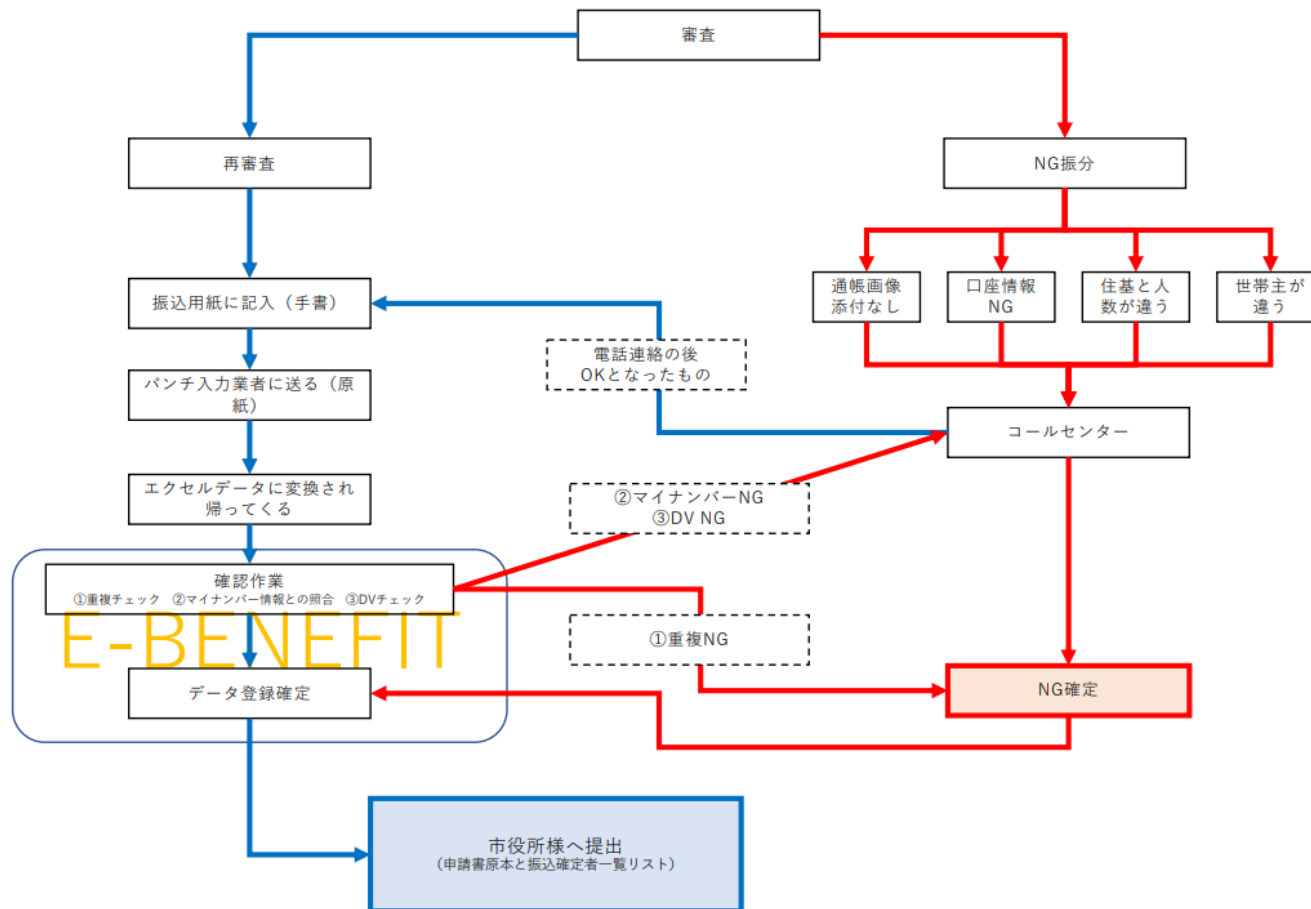 審査
再審査
NG振分
振込用紙に記入（手書）
通帳画像
添付なし
口座情報
NG
住基と人
数が違う
世帯主が
違う
電話連絡の後
OKとなったもの
パンチ入力業者に送る（原
紙）
コールセンター
エクセルデータに変換され
帰ってくる
②マイナンバーNG
③DV NG
確認作業
①重複チェック　②マイナンバー情報との照合　③DVチェック
E-BENEFIT
①重複NG
データ登録確定
NG確定
市役所様へ提出
（申請書原本と振込確定者一覧リスト）